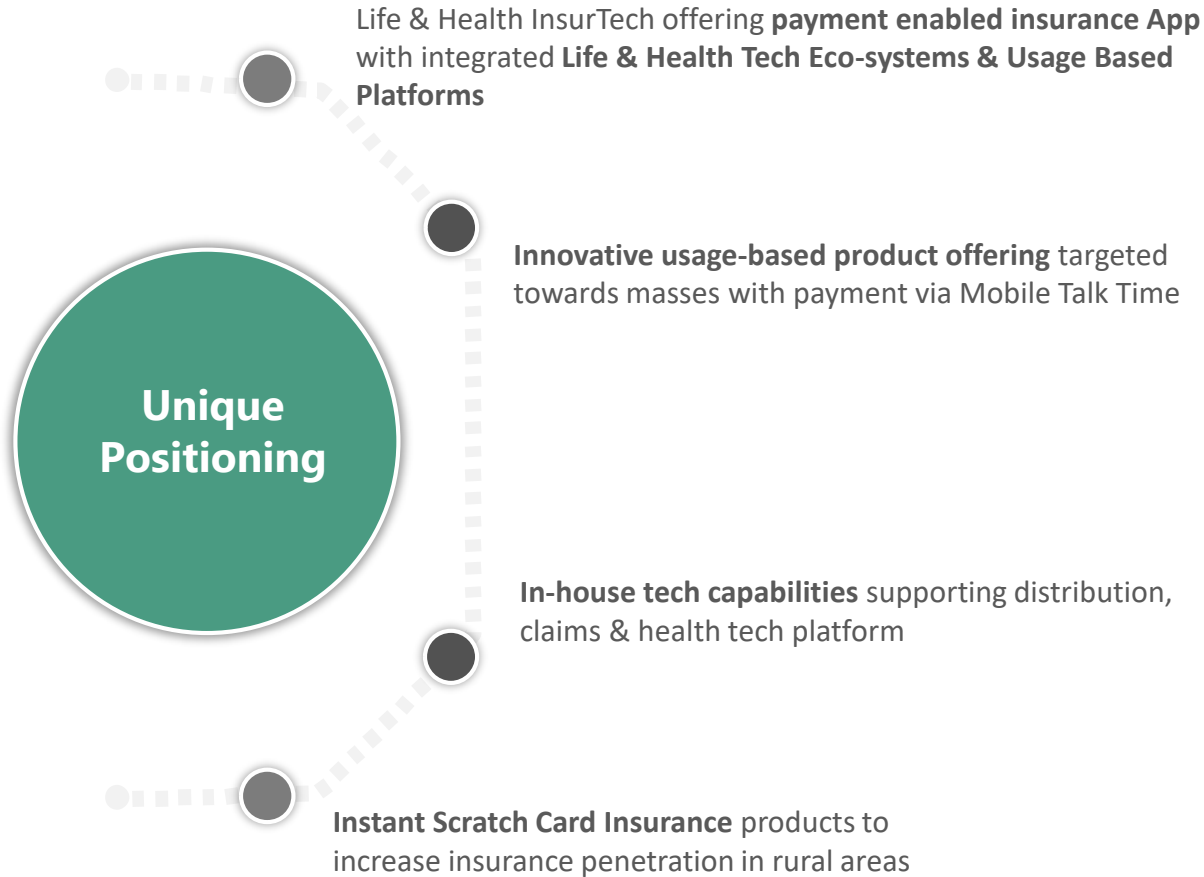 Life & Health InsurTech offering payment enabled insurance App
with integrated Life & Health Tech Eco-systems & Usage Based
Platforms
Innovative usage-based product offering targeted
towards masses with payment via Mobile Talk Time
Unique
Positioning
In-house tech capabilities supporting distribution,
claims & health tech platform
Instant Scratch Card Insurance products to
increase insurance penetration in rural areas